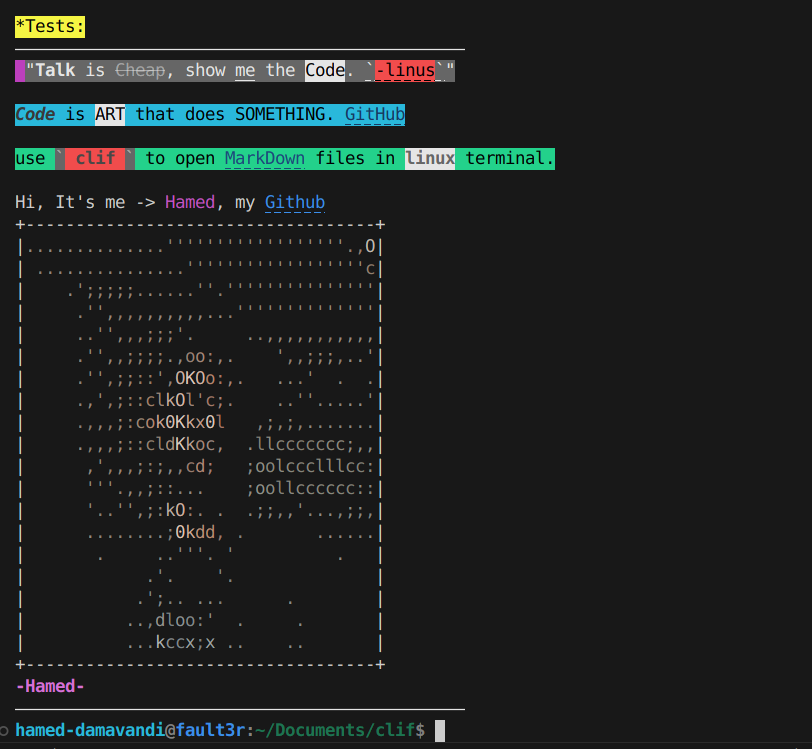 *Tests:
"Talk is Cheap, show me the Code. `-linus`"
Code is ART that does SOMETHING. GitHub
use ` clif ` to open MarkDown files in linux terminal.
Hi, It's me -> Hamed, my Github
+-----------------------------------+
|..............''''''''''''''''''.,O|
| ...............''''''''''''''''''c|
|    .';;;;;......''.'''''''''''''''|
|     .'',,,,,,,,,,...''''''''''''''|
|     ..'',,,;;;'.     ..,,,,,,,,,,,|
|     .'',,;;;;.,oo:,.    ',,;;;,..'|
|     .'',;;::',OKOo:,.   ...'  .  .|
|     .,',;::clkOl'c;.    ..''.....'|
|     .,,,;:cok0Kkx0l   ,;,;,.......|
|     .,,,;::cldKkoc,  .llccccccc;,,|
|      ,',,,;:;,,cd;   ;oolccclllcc:|
|      '''.,,;::...    ;oollcccccc::|
|      '..'',;:kO:. .  .;;,,'...,;;,|
|      ........;0kdd, .       ......|
|       .     ..'''. '          .   |
|            .'.    '.              |
|           .';.. ...      .        |
|          ..,dloo:'  .     .       |
|          ...kccx;x ..    ..       |
+-----------------------------------+
-Hamed-
hamed-damavandi@fault3r:~/Documents/clif$